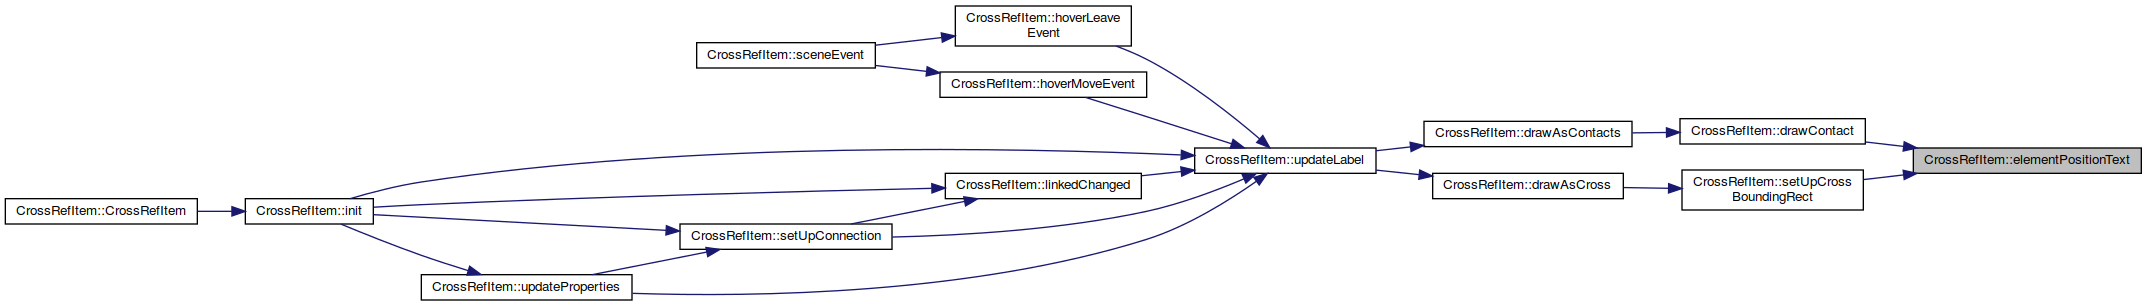 CrossRefItem::hoverLeave
Event
CrossRefItem::sceneEvent
CrossRefItem::hoverMoveEvent
CrossRefItem::drawAsContacts
CrossRefItem::drawContact
CrossRefItem::updateLabel
CrossRefItem::elementPositionText
CrossRefItem::linkedChanged
CrossRefItem::drawAsCross
CrossRefItem::setUpCross
BoundingRect
CrossRefItem::CrossRefItem
CrossRefItem::init
CrossRefItem::setUpConnection
CrossRefItem::updateProperties